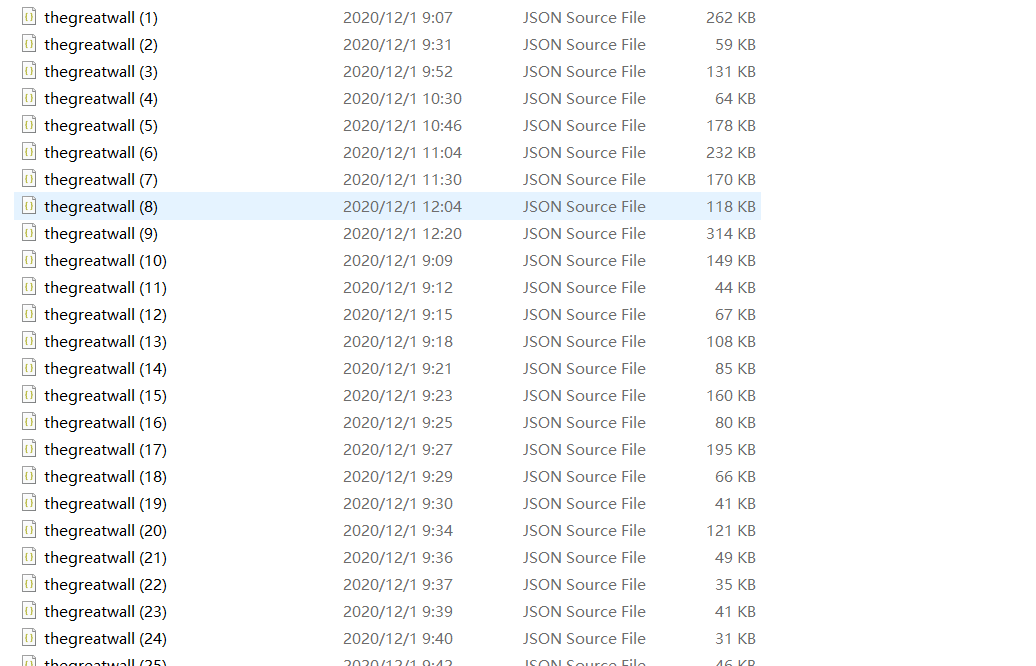 thegreatwall (1) 2020/12/1 9:07 JSON Source File 262 KB
thegreatwall (2) 2020/12/1 9:31 JSON Source File 59 KB
thegreatwall (3) 2020/12/1 9:52 JSON Source File 131 KB
thegreatwall (4) 2020/12/1 10:30 JSON Source File 64 KB
thegreatwall (5) 2020/12/1 10:46 JSON Source File 178 KB
thegreatwall (6) 2020/12/1 11:04 JSON Source File 232 KB
thegreatwall (7) 2020/12/1 11:30 JSON Source File 170 KB
thegreatwall (8) 2020/12/1 12:04 JSON Source File 118 KB
thegreatwall (9) 2020/12/1 12:20 JSON Source File 314 KB
thegreatwall (10) 2020/12/1 9:09 JSON Source File 149 KB
thegreatwall (11) 2020/12/1 9:12 JSON Source File 44 KB
thegreatwall (12) 2020/12/1 9:15 JSON Source File 67 KB
thegreatwall (13) 2020/12/1 9:18 JSON Source File 108 KB
thegreatwall (14) 2020/12/1 9:21 JSON Source File 85 KB
thegreatwall (15) 2020/12/1 9:23 JSON Source File 160 KB
thegreatwall (16) 2020/12/1 9:25 JSON Source File 80 KB
thegreatwall (17) 2020/12/1 9:27 JSON Source File 195 KB
thegreatwall (18) 2020/12/1 9:29 JSON Source File 66 KB
thegreatwall (19) 2020/12/1 9:30 JSON Source File 41 KB
thegreatwall (20) 2020/12/1 9:34 JSON Source File 121 KB
thegreatwall (21) 2020/12/1 9:36 JSON Source File 49 KB
thegreatwall (22) 2020/12/1 9:37 JSON Source File 35 KB
thegreatwall (23) 2020/12/1 9:39 JSON Source File 41 KB
thegreatwall (24) 2020/12/1 9:40 JSON Source File 31 KB
thegreatwall (25) 2020/12/1 9:42 JSON Source File 46 KB